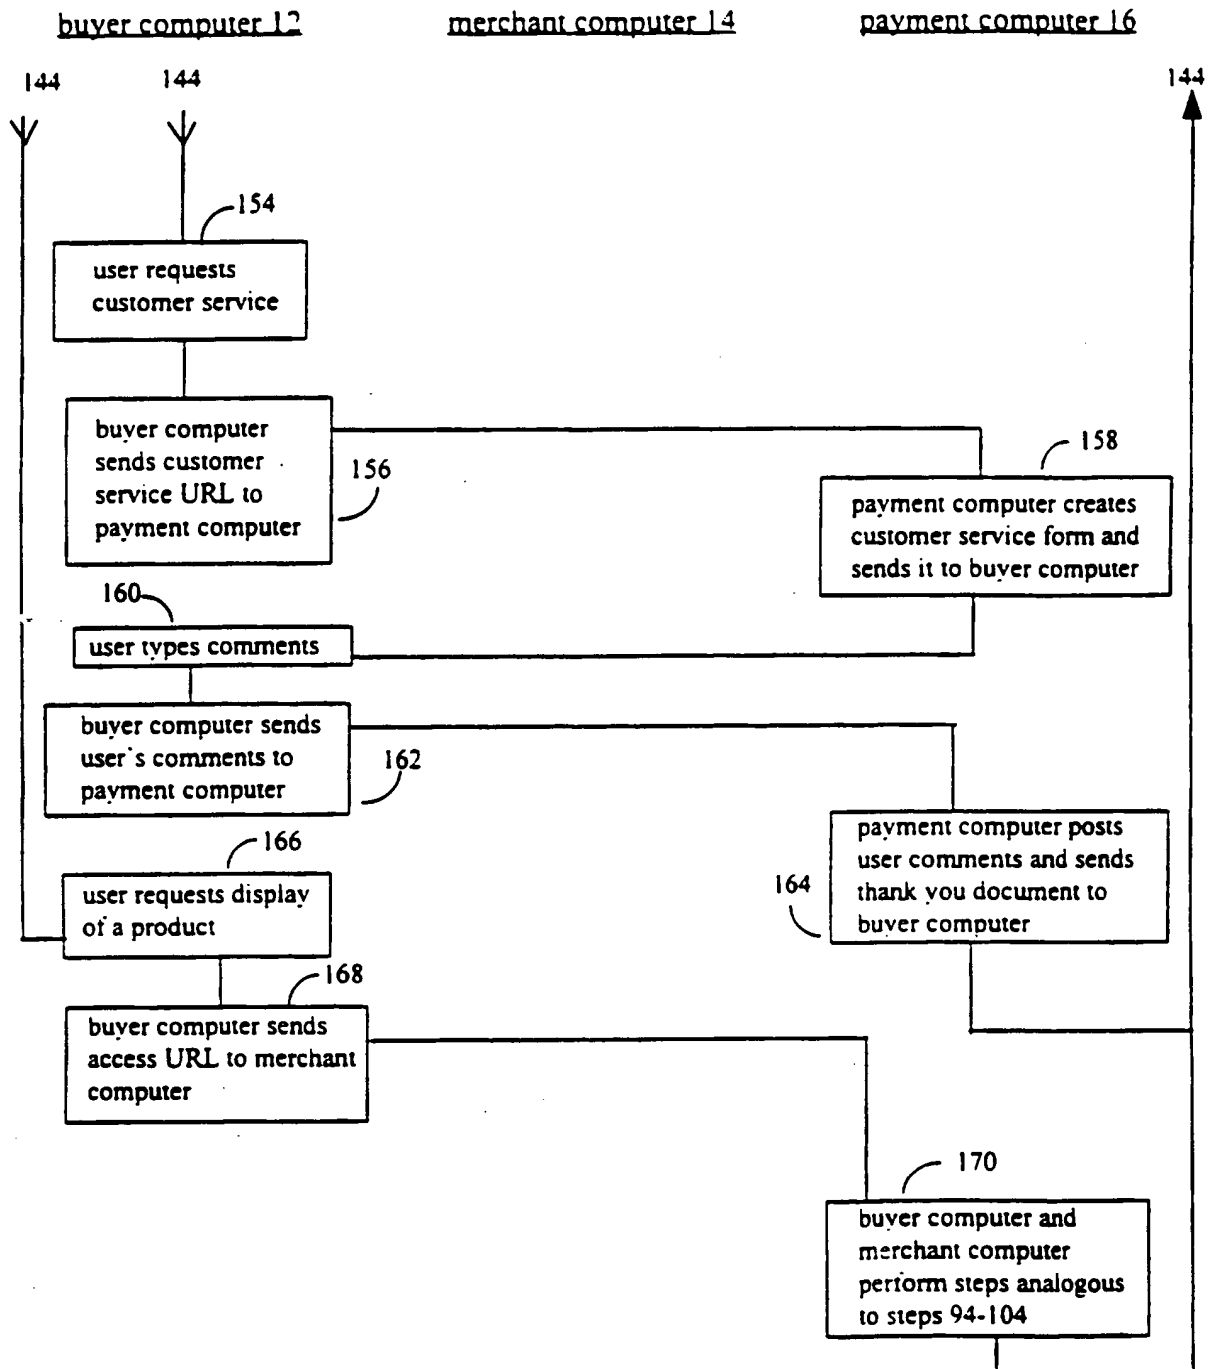 buyer computer 12
merchant computer 14
payment computer 16
144
144
144
154
user requests
customer service
buyer computer
sends customer
service URL to
payment computer
156
158
payment computer creates
customer service form and
sends it to buyer computer
160
user types comments
buyer computer sends
user's comments to
payment computer
162
payment computer posts
user comments and sends
thank you document to
buyer computer
164
166
user requests display
of a product
168
buyer computer sends
access URL to merchant
computer
170
buyer computer and
merchant computer
perform steps analogous
to steps 94-104